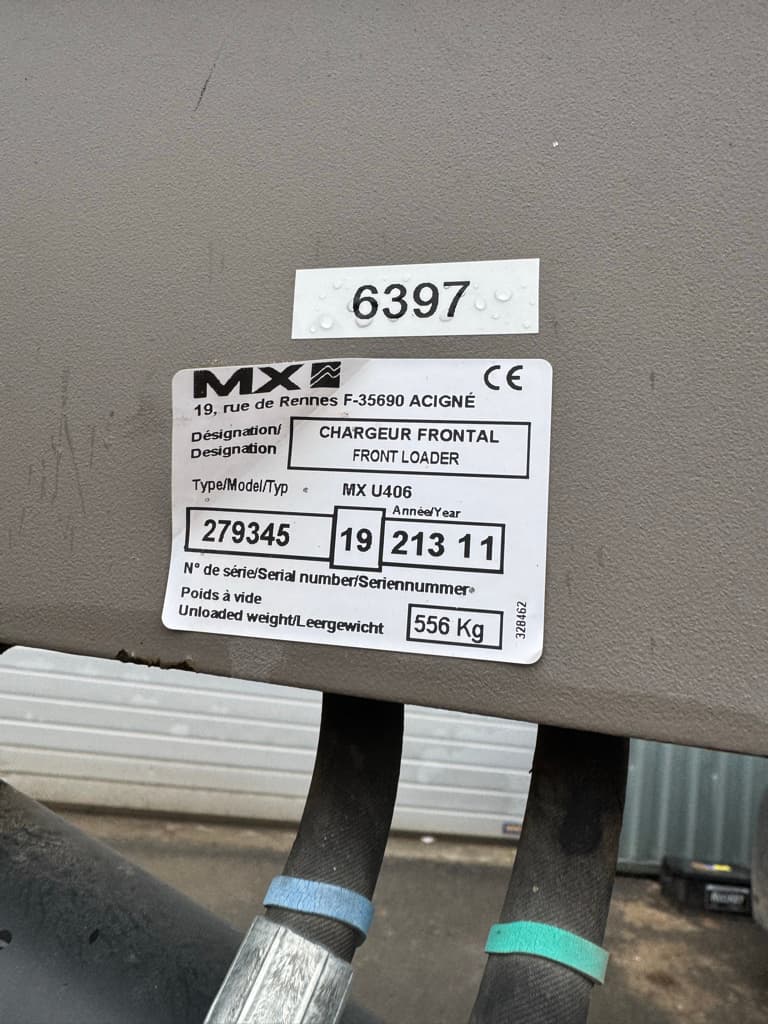 6397
MX CE
19, rue de Rennes F-35690 ACIGNÉ
Désignation/
Designation
CHARGEUR FRONTAL
FRONT LOADER
Type/Model/Typ MX U406
Année/Year
279345 19 213 11
N° de série/Serial number/Seriennummer
Poids à vide
Unloaded weight/Leergewicht 556 Kg
328462